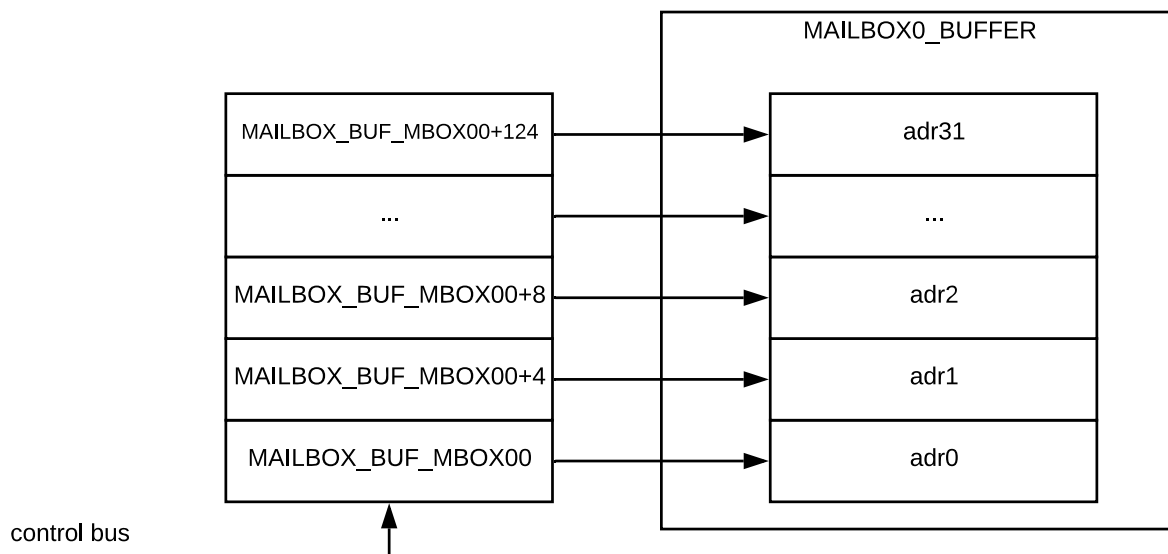 MAILBOX0_BUFFER
MAILBOX_BUF_MBOX00+124
adr31
...
...
MAILBOX_BUF_MBOX00+8
adr2
MAILBOX_BUF_MBOX00+4
adr1
MAILBOX_BUF_MBOX00
adr0
control bus